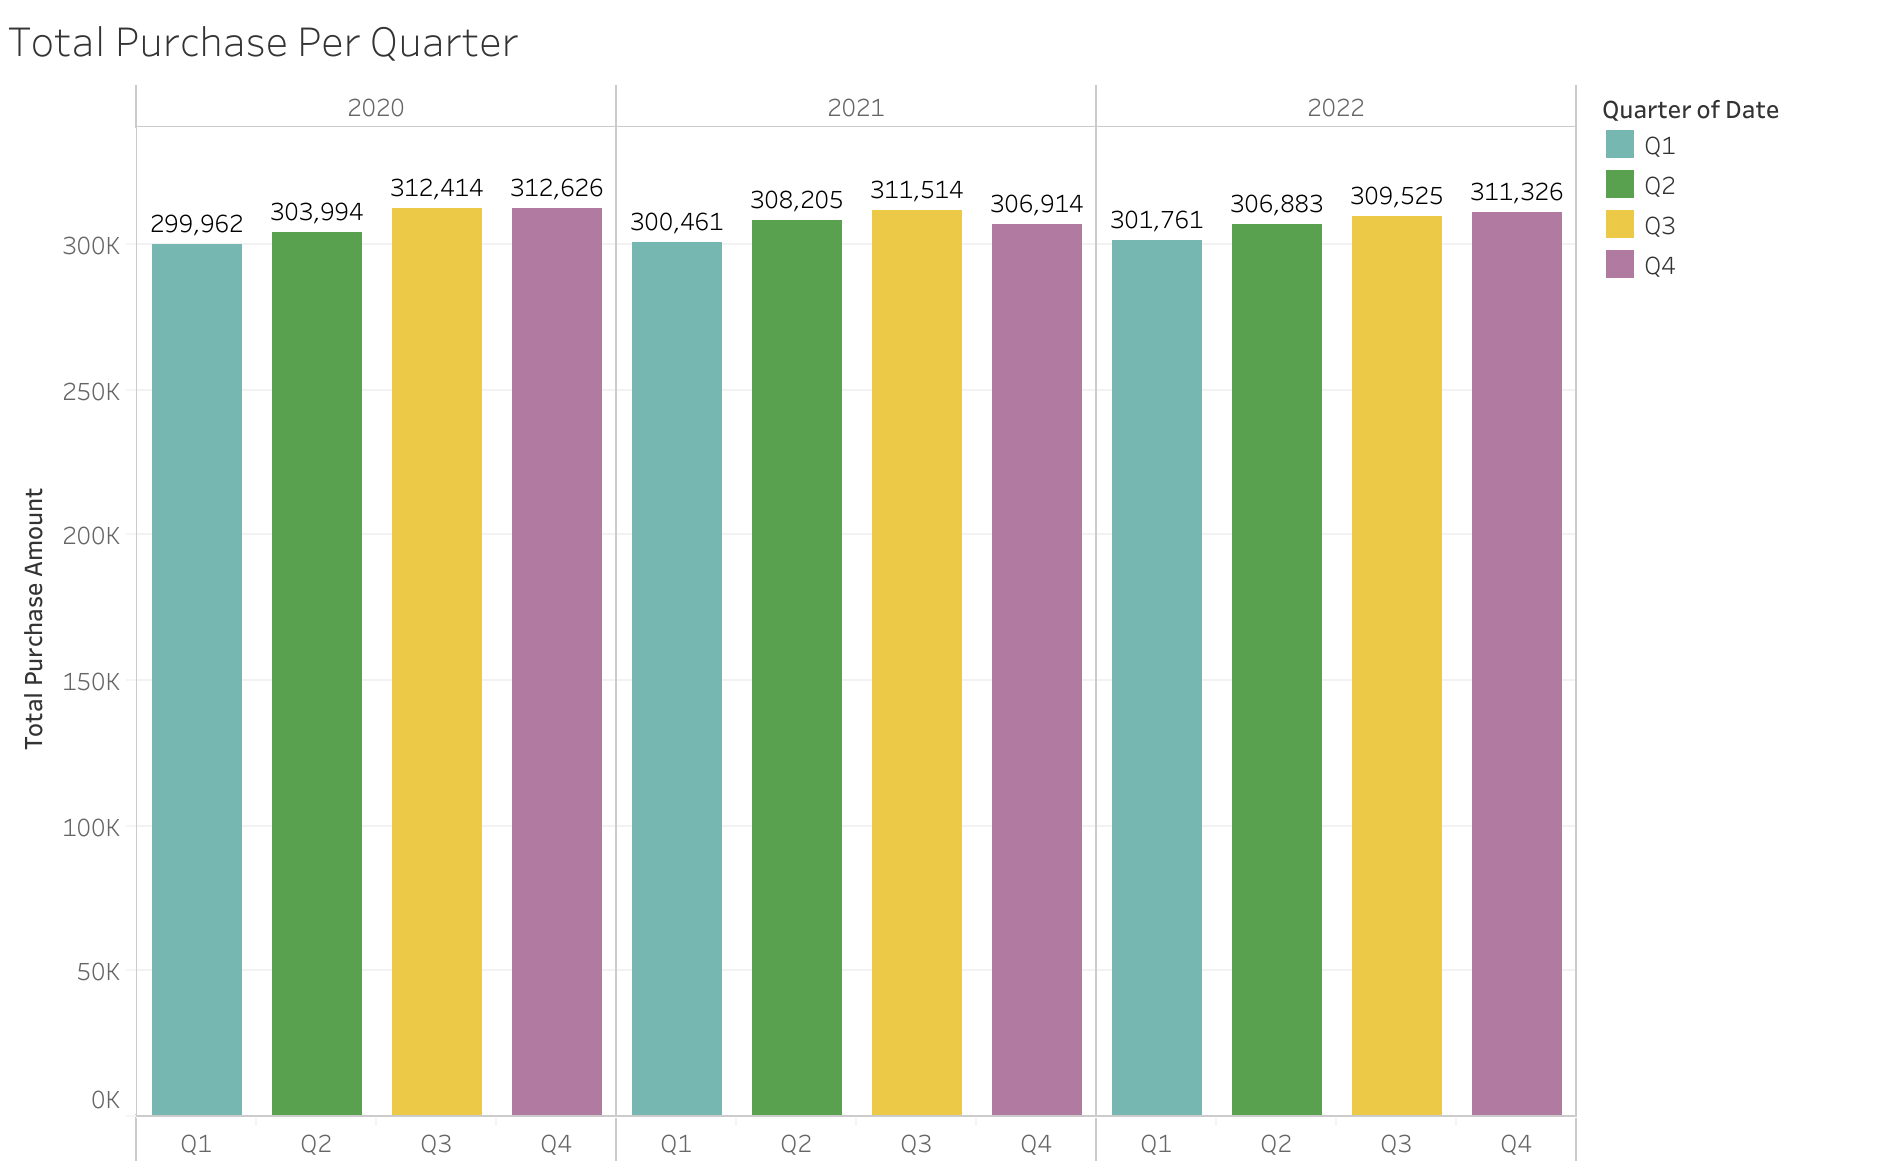 Total Purchase Per Quarter
2020 2021 2022
Quarter of Date
Q1
Q2
Q3
Q4
299,962 303,994 312,414 312,626 300,461 308,205 311,514 306,914 301,761 306,883 309,525 311,326
Total Purchase Amount
300K
250K
200K
150K
100K
50K
0K
Q1 Q2 Q3 Q4 Q1 Q2 Q3 Q4 Q1 Q2 Q3 Q4